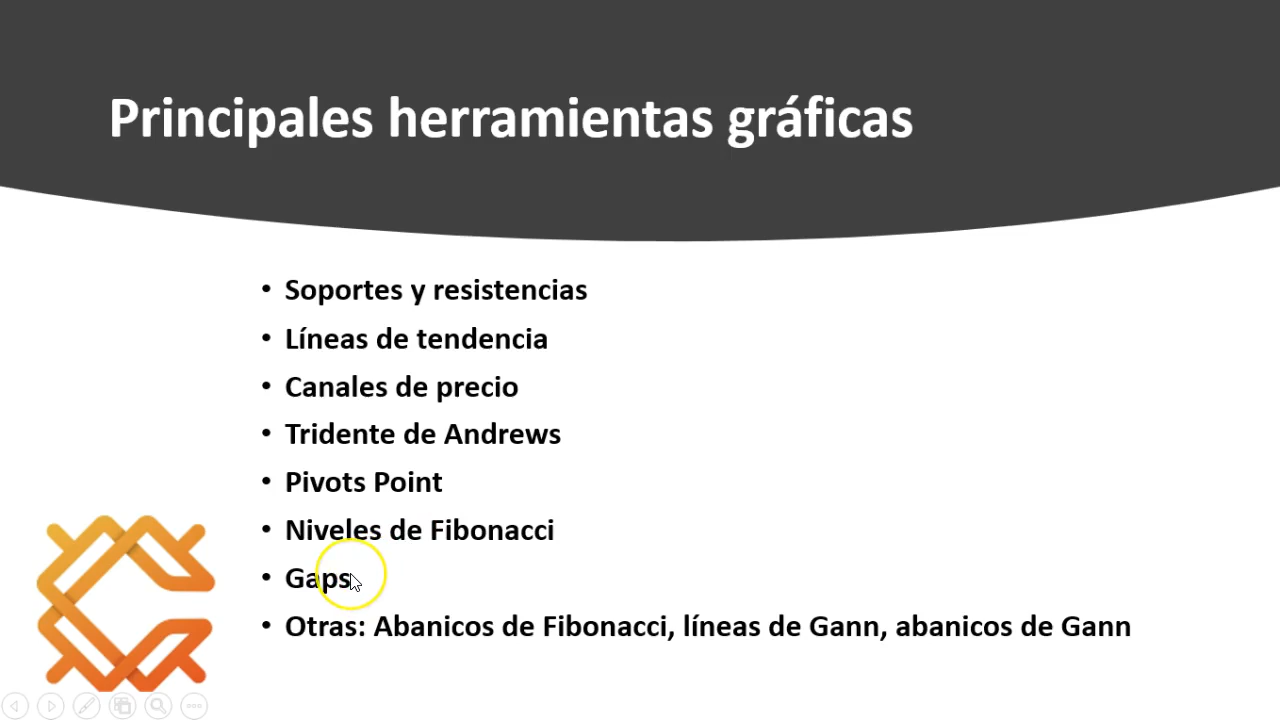 Principales herramientas gráficas
• Soportes y resistencias
• Líneas de tendencia
• Canales de precio
• Tridente de Andrews
• Pivots Point
• Niveles de Fibonacci
• Gaps
• Otras: Abanicos de Fibonacci, líneas de Gann, abanicos de Gann